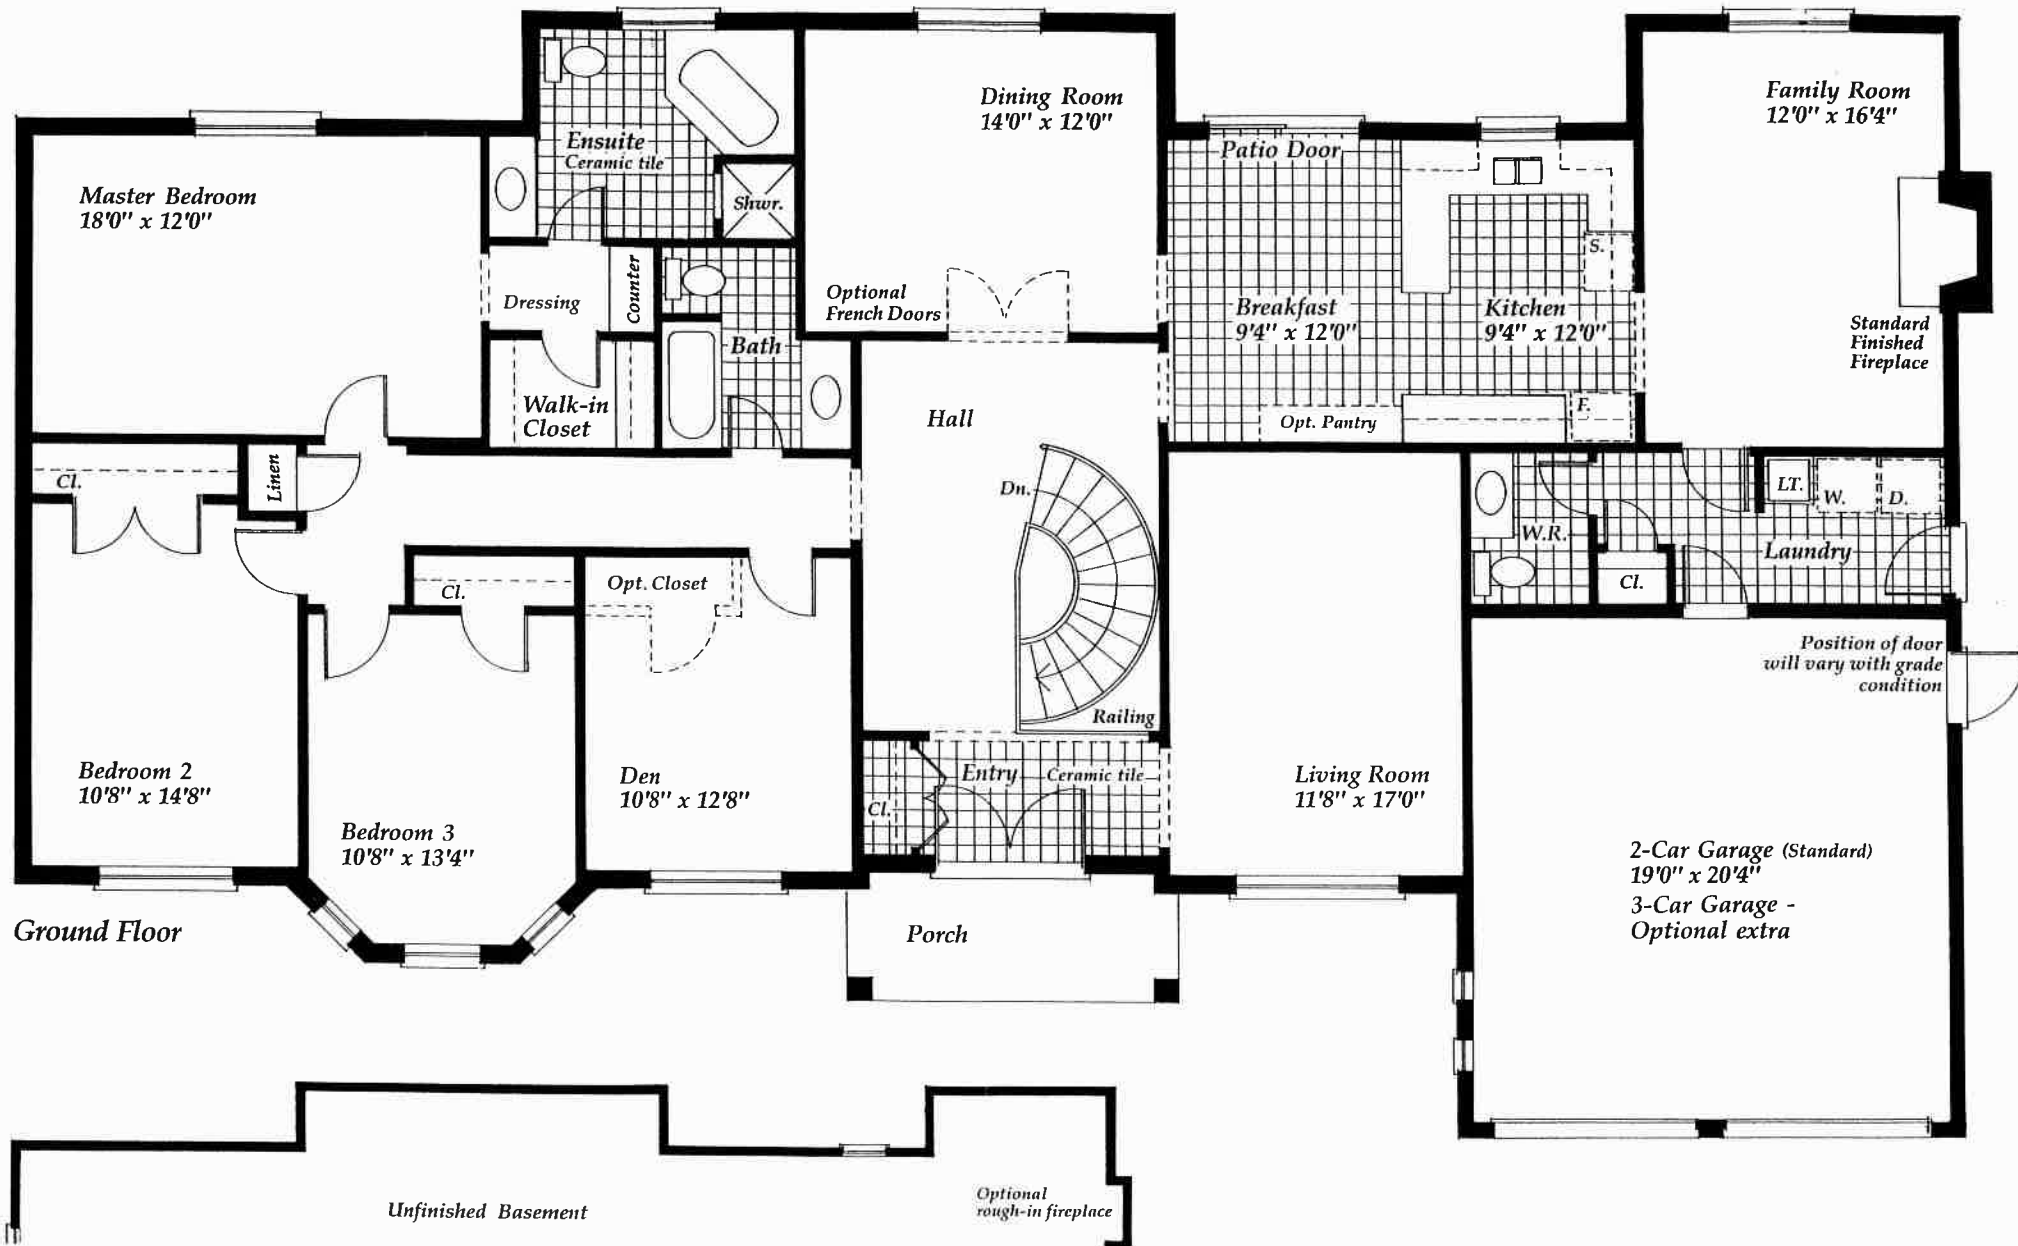 Master Bedroom
18'0" x 12'0"
Ensuite
Ceramic tile
Shwr.
Dressing
Counter
Walk-in
Closet
Bath
Dining Room
14'0" x 12'0"
Optional
French Doors
Patio Door
Breakfast
9'4" x 12'0"
Kitchen
9'4" x 12'0"
S.
F.
Opt. Pantry
Family Room
12'0" x 16'4"
Standard
Finished
Fireplace
Hall
Dn.
Railing
Cl.
Linen
Cl.
Opt. Closet
W.R.
Cl.
LT.
W.
D.
Laundry
Position of door
will vary with grade
condition
Bedroom 2
10'8" x 14'8"
Bedroom 3
10'8" x 13'4"
Den
10'8" x 12'8"
Cl.
Entry
Ceramic tile
Living Room
11'8" x 17'0"
2-Car Garage (Standard)
19'0" x 20'4"
3-Car Garage -
Optional extra
Ground Floor
Porch
Unfinished Basement
Optional
rough-in fireplace